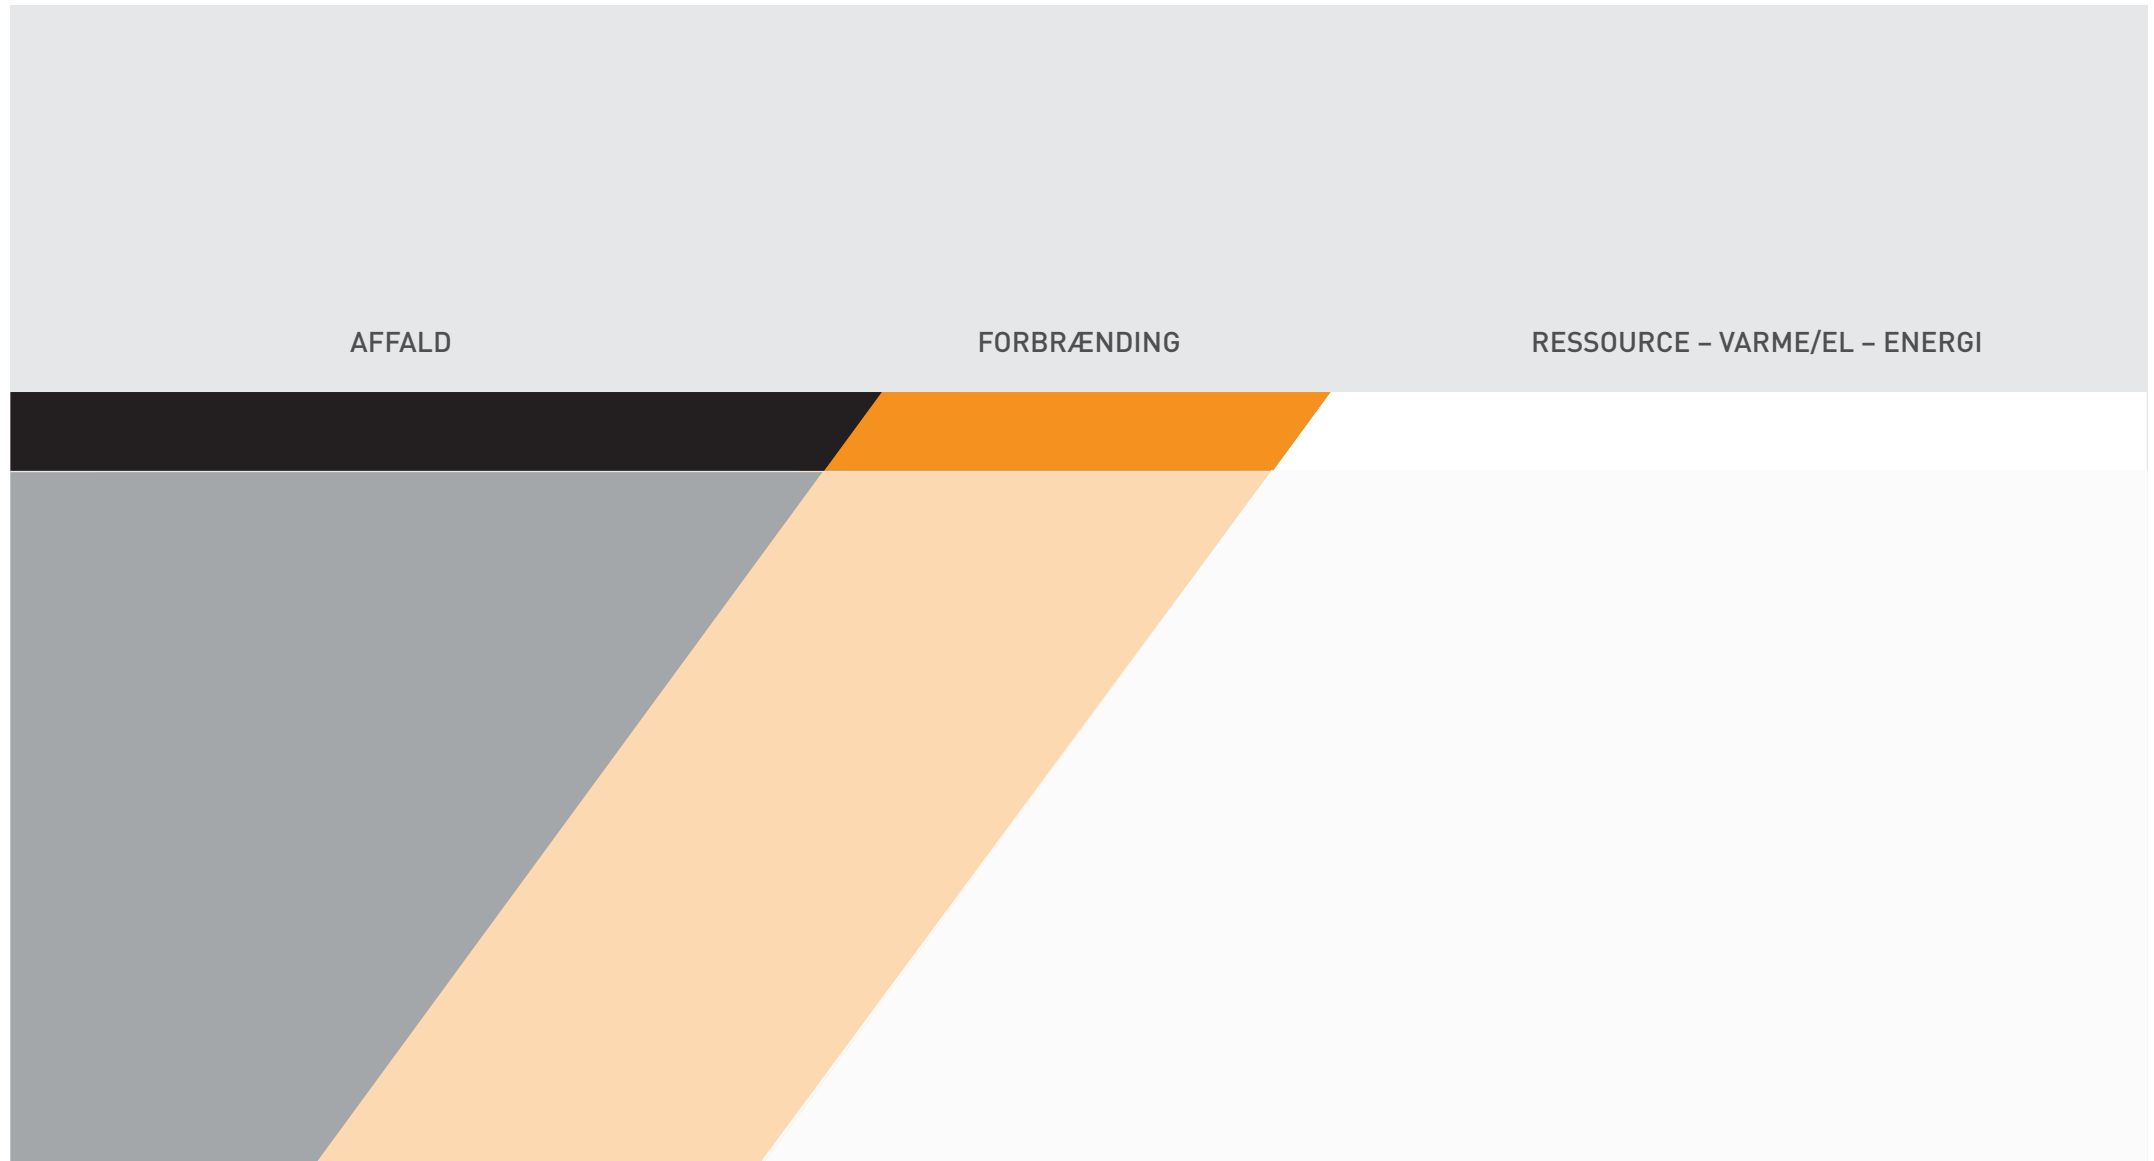 AFFALD
FORBRÆNDING
RESSOURCE – VARME/EL – ENERGI